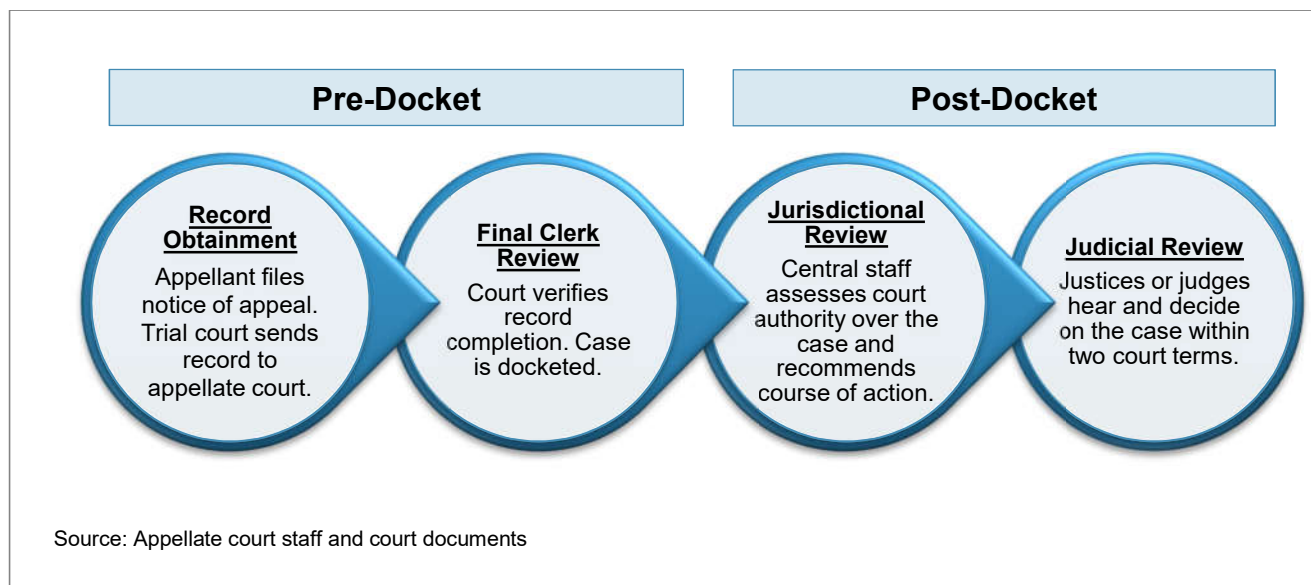 Pre-Docket
Post-Docket
Record
Obtainment
Appellant files
notice of appeal.
Trial court sends
record to
appellate court.
Final Clerk
Review
Court verifies
record
completion. Case
is docketed.
Jurisdictional
Review
Central staff
assesses court
authority over the
case and
recommends
course of action.
Judicial Review
Justices or judges
hear and decide
on the case within
two court terms.
Source: Appellate court staff and court documents